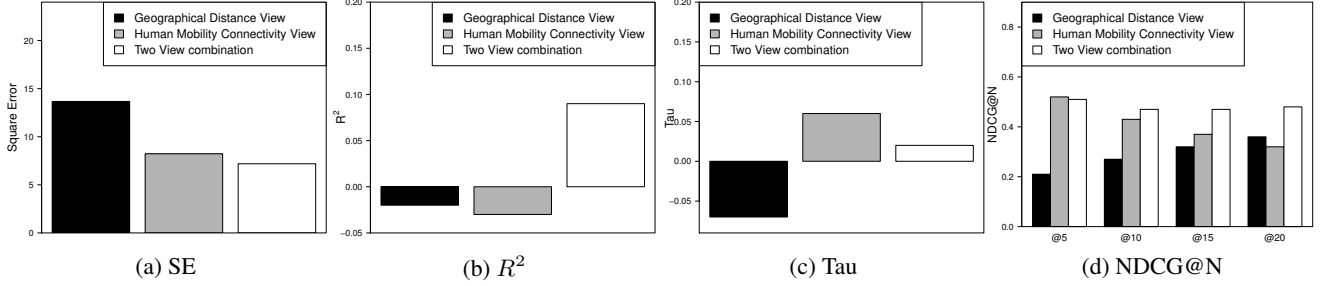 Square Error
0
5
10
15
20
Geographical Distance View
Human Mobility Connectivity View
Two View combination
(a) SE
R²
−0.05
0.00
0.05
0.10
0.15
0.20
Geographical Distance View
Human Mobility Connectivity View
Two View combination
(b) R²
Tau
−0.05
0.00
0.05
0.10
0.15
0.20
Geographical Distance View
Human Mobility Connectivity View
Two View combination
(c) Tau
NDCG@N
0.0
0.2
0.4
0.6
0.8
Geographical Distance View
Human Mobility Connectivity View
Two View combination
@5 @10 @15 @20
(d) NDCG@N